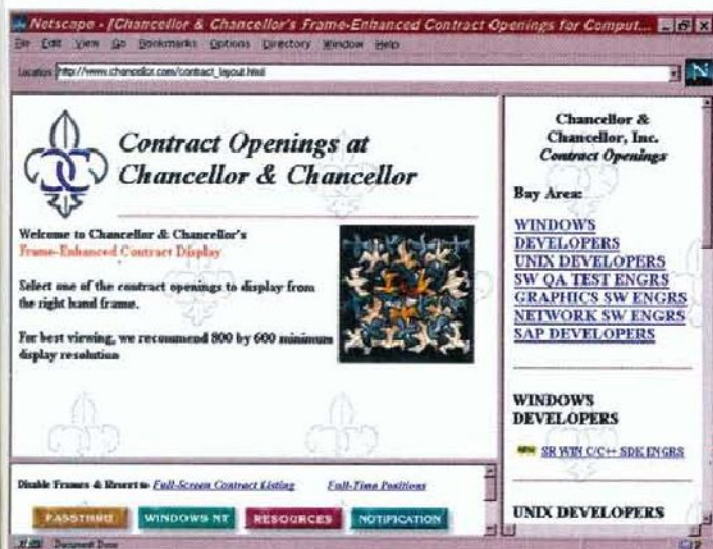 Netscape - [Chancellor & Chancellor's Frame-Enhanced Contract Openings for Comput...
File Edit View Go Bookmarks Options Directory Window Help
Location: http://www.chancellor.com/contract_layout.html
N
Contract Openings at
Chancellor & Chancellor
Welcome to Chancellor & Chancellor's
Frame-Enhanced Contract Display
Select one of the contract openings to display from
the right hand frame.
For best viewing, we recommend 800 by 600 minimum
display resolution
Disable Frames & Revert to Full-Screen Contract Listing Full-Time Positions
PASSTHRU WINDOWS NT RESOURCES NOTIFICATION
Document Done
Chancellor &
Chancellor, Inc.
Contract Openings
Bay Area:
WINDOWS
DEVELOPERS
UNIX DEVELOPERS
SW QA TEST ENGRS
GRAPHICS SW ENGRS
NETWORK SW ENGRS
SAP DEVELOPERS
WINDOWS
DEVELOPERS
NEW SR WIN C/C++ SDK ENGRS
UNIX DEVELOPERS